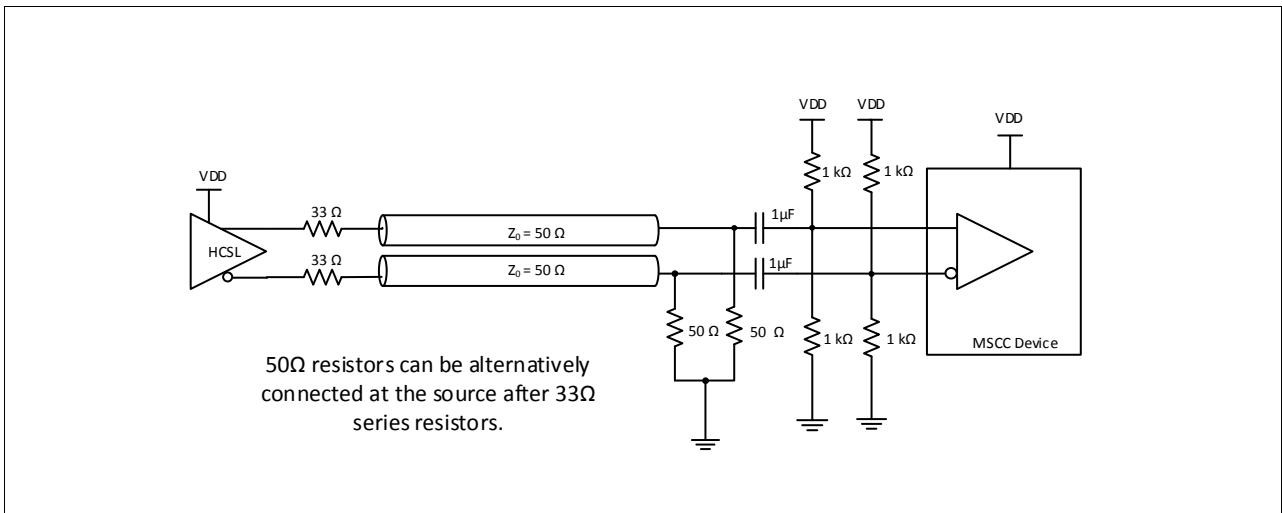 VDD
VDD
VDD
VDD
1 kΩ
1 kΩ
33 Ω
1µF
HCSL
Z₀ = 50 Ω
33 Ω
1µF
Z₀ = 50 Ω
50 Ω
50 Ω
1 kΩ
1 kΩ
MSCC Device
50Ω resistors can be alternatively
connected at the source after 33Ω
series resistors.